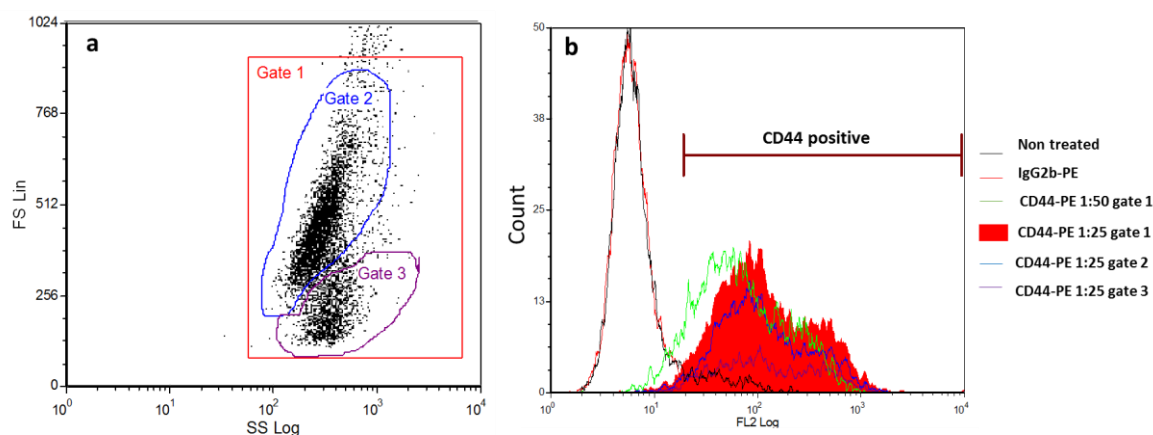 a
1024
768
512
256
0
FS Lin
Gate 1
Gate 2
Gate 3
10^0 10^1 10^2 10^3 10^4
SS Log
b
50
38
25
13
0
Count
CD44 positive
10^0 10^1 10^2 10^3 10^4
FL2 Log
Non treated
IgG2b-PE
CD44-PE 1:50 gate 1
CD44-PE 1:25 gate 1
CD44-PE 1:25 gate 2
CD44-PE 1:25 gate 3